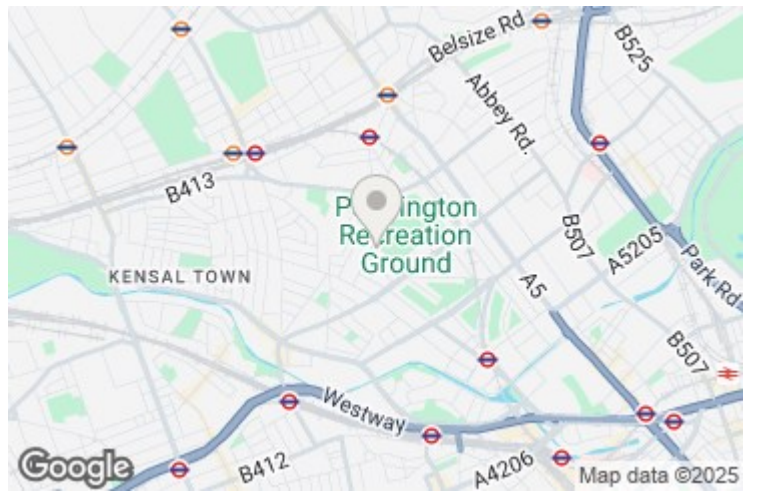 Belsize Rd
B525
Abbey Rd.
B413
Recreation
Ground
B507
A5205
KENSAL TOWN
A5
Park Rd
B507
Westway
B412
A4206
Google
Map data ©2025